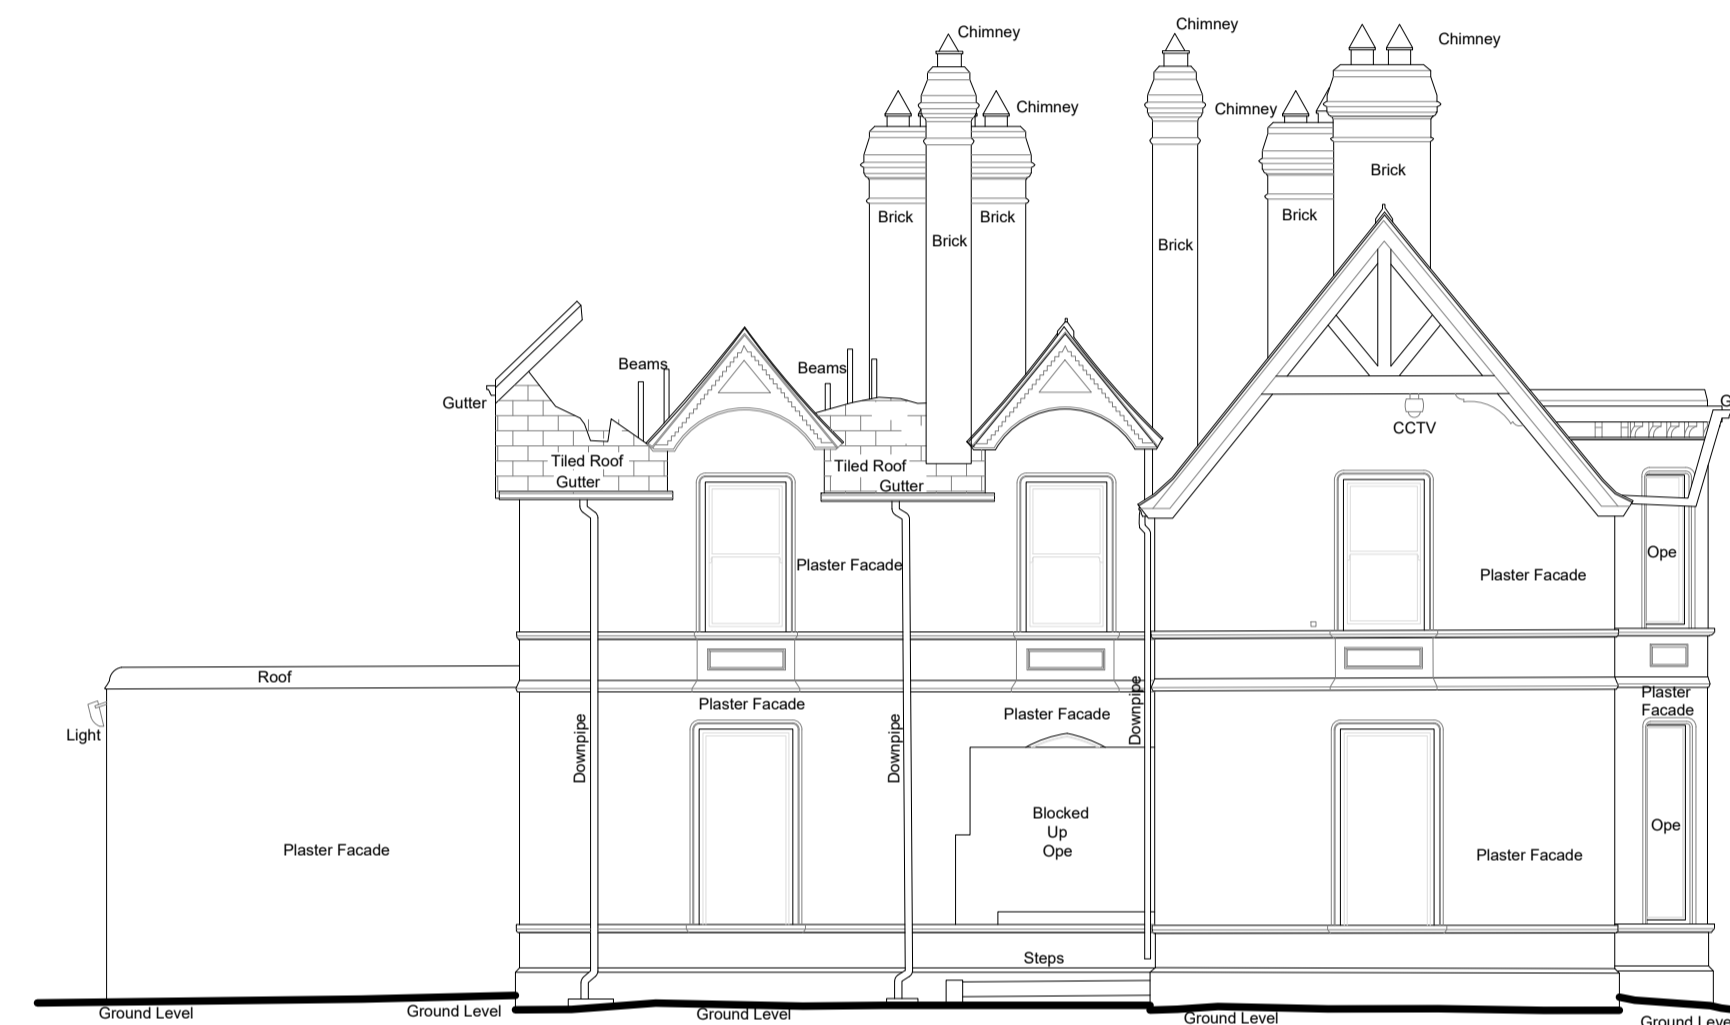 Chimney
Chimney
Chimney
Chimney
Chimney
Brick
Brick
Brick
Brick
Brick
Brick
Beams
Beams
Gutter
CCTV
G
Tiled Roof
Gutter
Tiled Roof
Gutter
Plaster Facade
Plaster Facade
Ope
Roof
Light
Downpipe
Plaster Facade
Downpipe
Plaster Facade
Downpipe
Plaster
Facade
Plaster Facade
Blocked
Up
Ope
Plaster Facade
Ope
Steps
Ground Level
Ground Level
Ground Level
Ground Level
Ground Leve